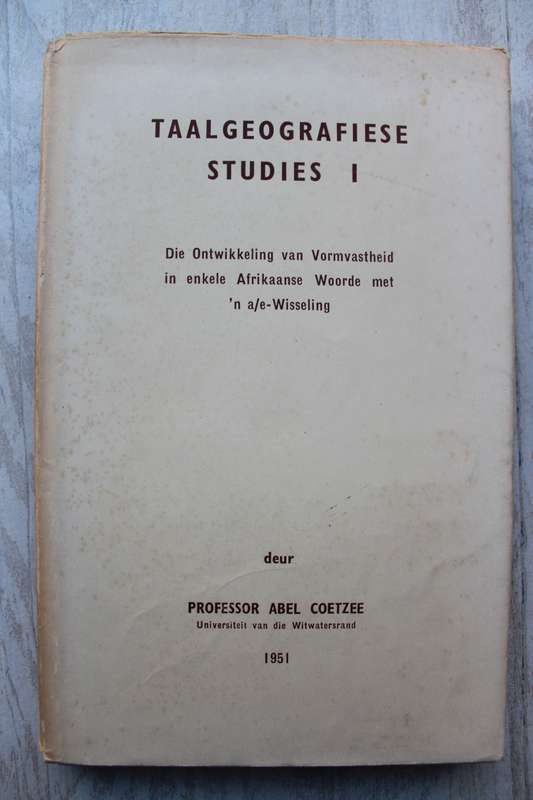 TAALGEOGRAFIESE
STUDIES I
Die Ontwikkeling van Vormvastheid
in enkele Afrikaanse Woorde met
'n a/e-Wisseling
deur
PROFESSOR ABEL COETZEE
Universiteit van die Witwatersrand
1951